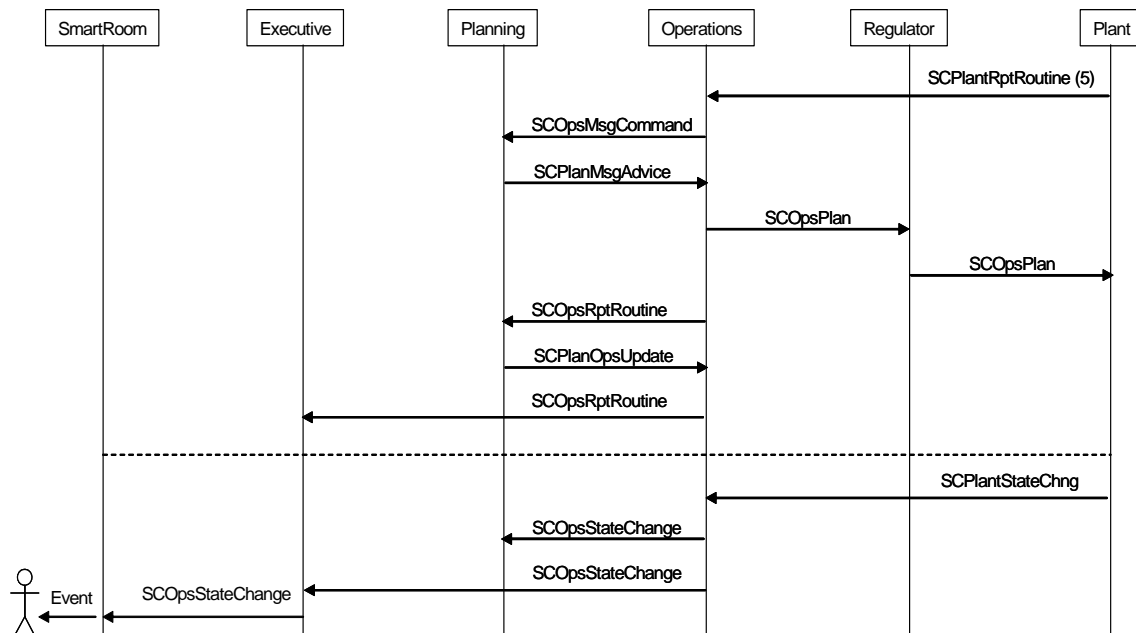 SmartRoom
Executive
Planning
Operations
Regulator
Plant
SCPlantRptRoutine (5)
SCOpsMsgCommand
SCPlanMsgAdvice
SCOpsPlan
SCOpsPlan
SCOpsRptRoutine
SCPlanOpsUpdate
SCOpsRptRoutine
SCPlantStateChng
SCOpsStateChange
SCOpsStateChange
SCOpsStateChange
Event